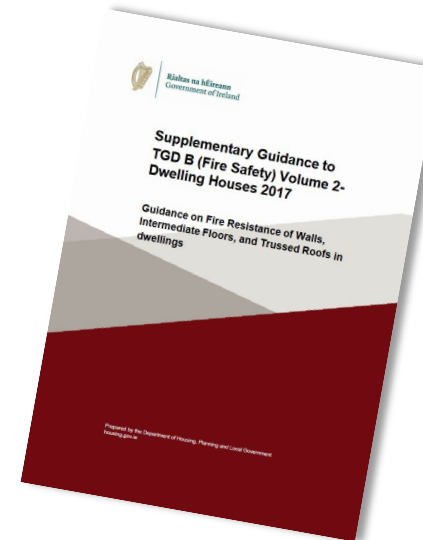 Rialtas na hÉireann
Government of Ireland
Supplementary Guidance to
TGD B (Fire Safety) Volume 2-
Dwelling Houses 2017
Guidance on Fire Resistance of Walls,
Intermediate Floors, and Trussed Roofs in
dwellings
Prepared by the Department of Housing, Planning and Local Government
housing.gov.ie